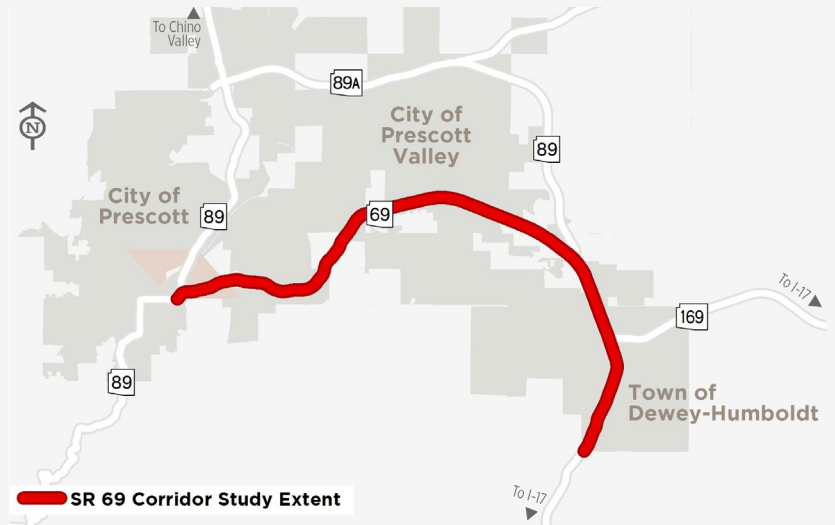 To Chino
Valley
89A
N
City of
Prescott
Valley
89
City of
Prescott
89
69
To I-17
169
89
Town of
Dewey-Humboldt
To I-17
SR 69 Corridor Study Extent